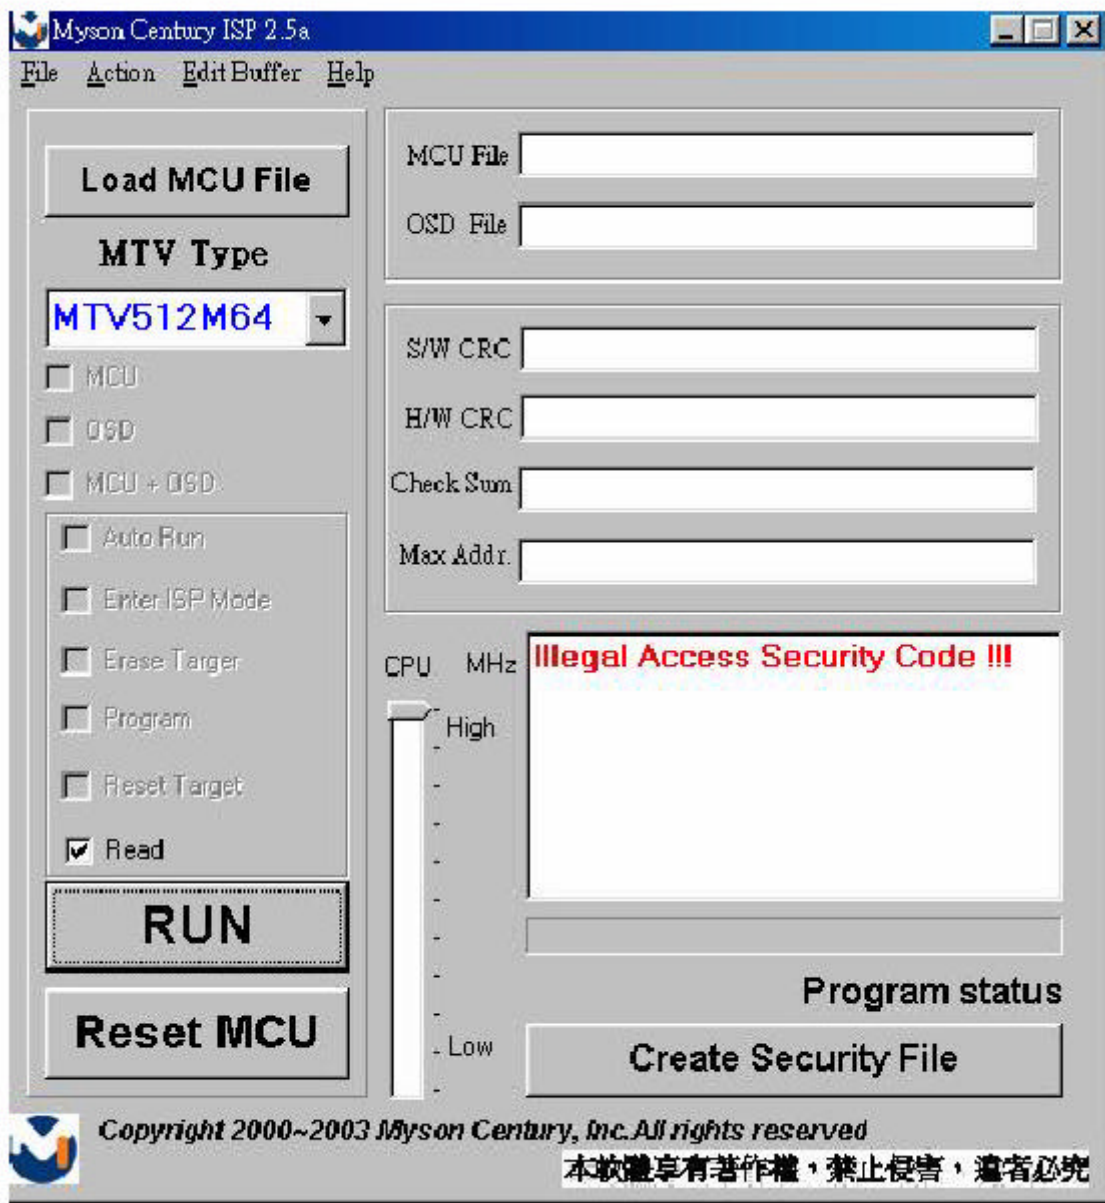 Myson Century ISP 2.5a
File Action Edit Buffer Help
Load MCU File
MTV Type
MTV512M64
MCU
OSD
MCU + OSD
Auto Run
Enter ISP Mode
Erase Targer
Program
Reset Target
Read
RUN
Reset MCU
MCU File
OSD File
S/W CRC
H/W CRC
Check Sum
Max Addr.
CPU MHz
High
Low
Illegal Access Security Code !!!
Program status
Create Security File
Copyright 2000~2003 Myson Century, Inc.All rights reserved
本軟體享有著作權，禁止侵害，違者必究